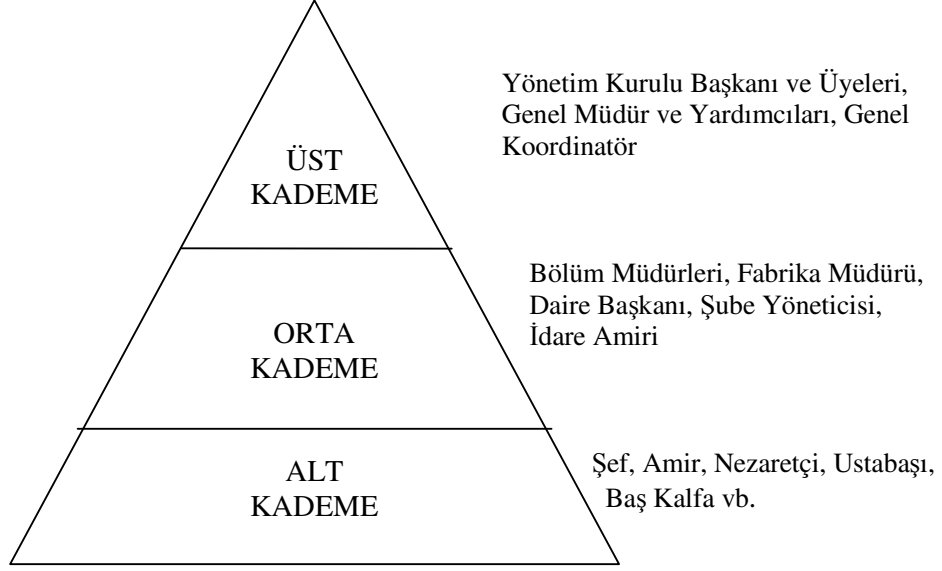 Yönetim Kurulu Başkanı ve Üyeleri,
Genel Müdür ve Yardımcıları, Genel
Koordinatör
ÜST
KADEME
Bölüm Müdürleri, Fabrika Müdürü,
Daire Başkanı, Şube Yöneticisi,
İdare Amiri
ORTA
KADEME
Şef, Amir, Nezaretçi, Ustabaşı,
Baş Kalfa vb.
ALT
KADEME